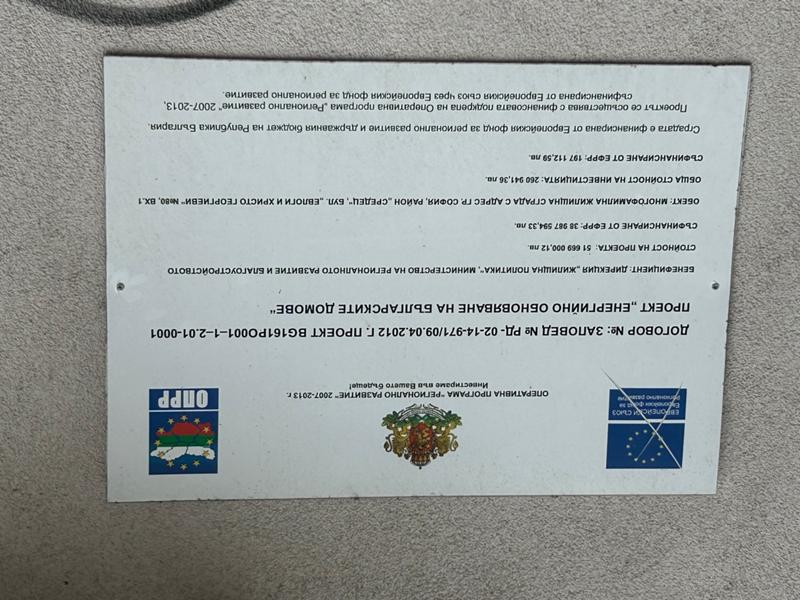 ЕВРОПЕЙСКИ СЪЮЗ
Европейски фонд за
Регионално развитие
ОПРР
ОПЕРАТИВНА ПРОГРАМА "РЕГИОНАЛНО РАЗВИТИЕ" 2007-2013 г.
Инвестираме във Вашето бъдеще!
ДОГОВОР №: ЗАПОВЕД № РД- 02-14-971/09.04.2012 Г. ПРОЕКТ BG161PO001–1–2.01-0001
ПРОЕКТ „ ЕНЕРГИЙНО ОБНОВЯВАНЕ НА БЪЛГАРСКИТЕ ДОМОВЕ“
БЕНЕФИЦИЕНТ: ДИРЕКЦИЯ „ЖИЛИЩНА ПОЛИТИКА“, МИНИСТЕРСТВО НА РЕГИОНАЛНОТО РАЗВИТИЕ И БЛАГОУСТРОЙСТВОТО
СТОЙНОСТ НА ПРОЕКТА: 51 669 000,12 лв.
СЪФИНАНСИРАНЕ ОТ ЕФРР: 38 987 594,33 лв.
ОБЕКТ: МНОГОФАМИЛНА ЖИЛИЩНА СГРАДА С АДРЕС ГР. СОФИЯ, РАЙОН „СРЕДЕЦ“, БУЛ. „ЕВЛОГИ И ХРИСТО ГЕОРГИЕВИ“ №80, ВХ.1
ОБЩА СТОЙНОСТ НА ИНВЕСТИЦИЯТА: 260 941,36 лв.
СЪФИНАНСИРАНЕ ОТ ЕФРР: 197 112,59 лв.
Сградата е финансирана от Европейския фонд за регионално развитие и държавния бюджет на Република България.
Проектът се осъществява с финансовата подкрепа на Оперативна програма „Регионално развитие“ 2007-2013,
съфинансирана от Европейския съюз чрез Европейския фонд за регионално развитие.